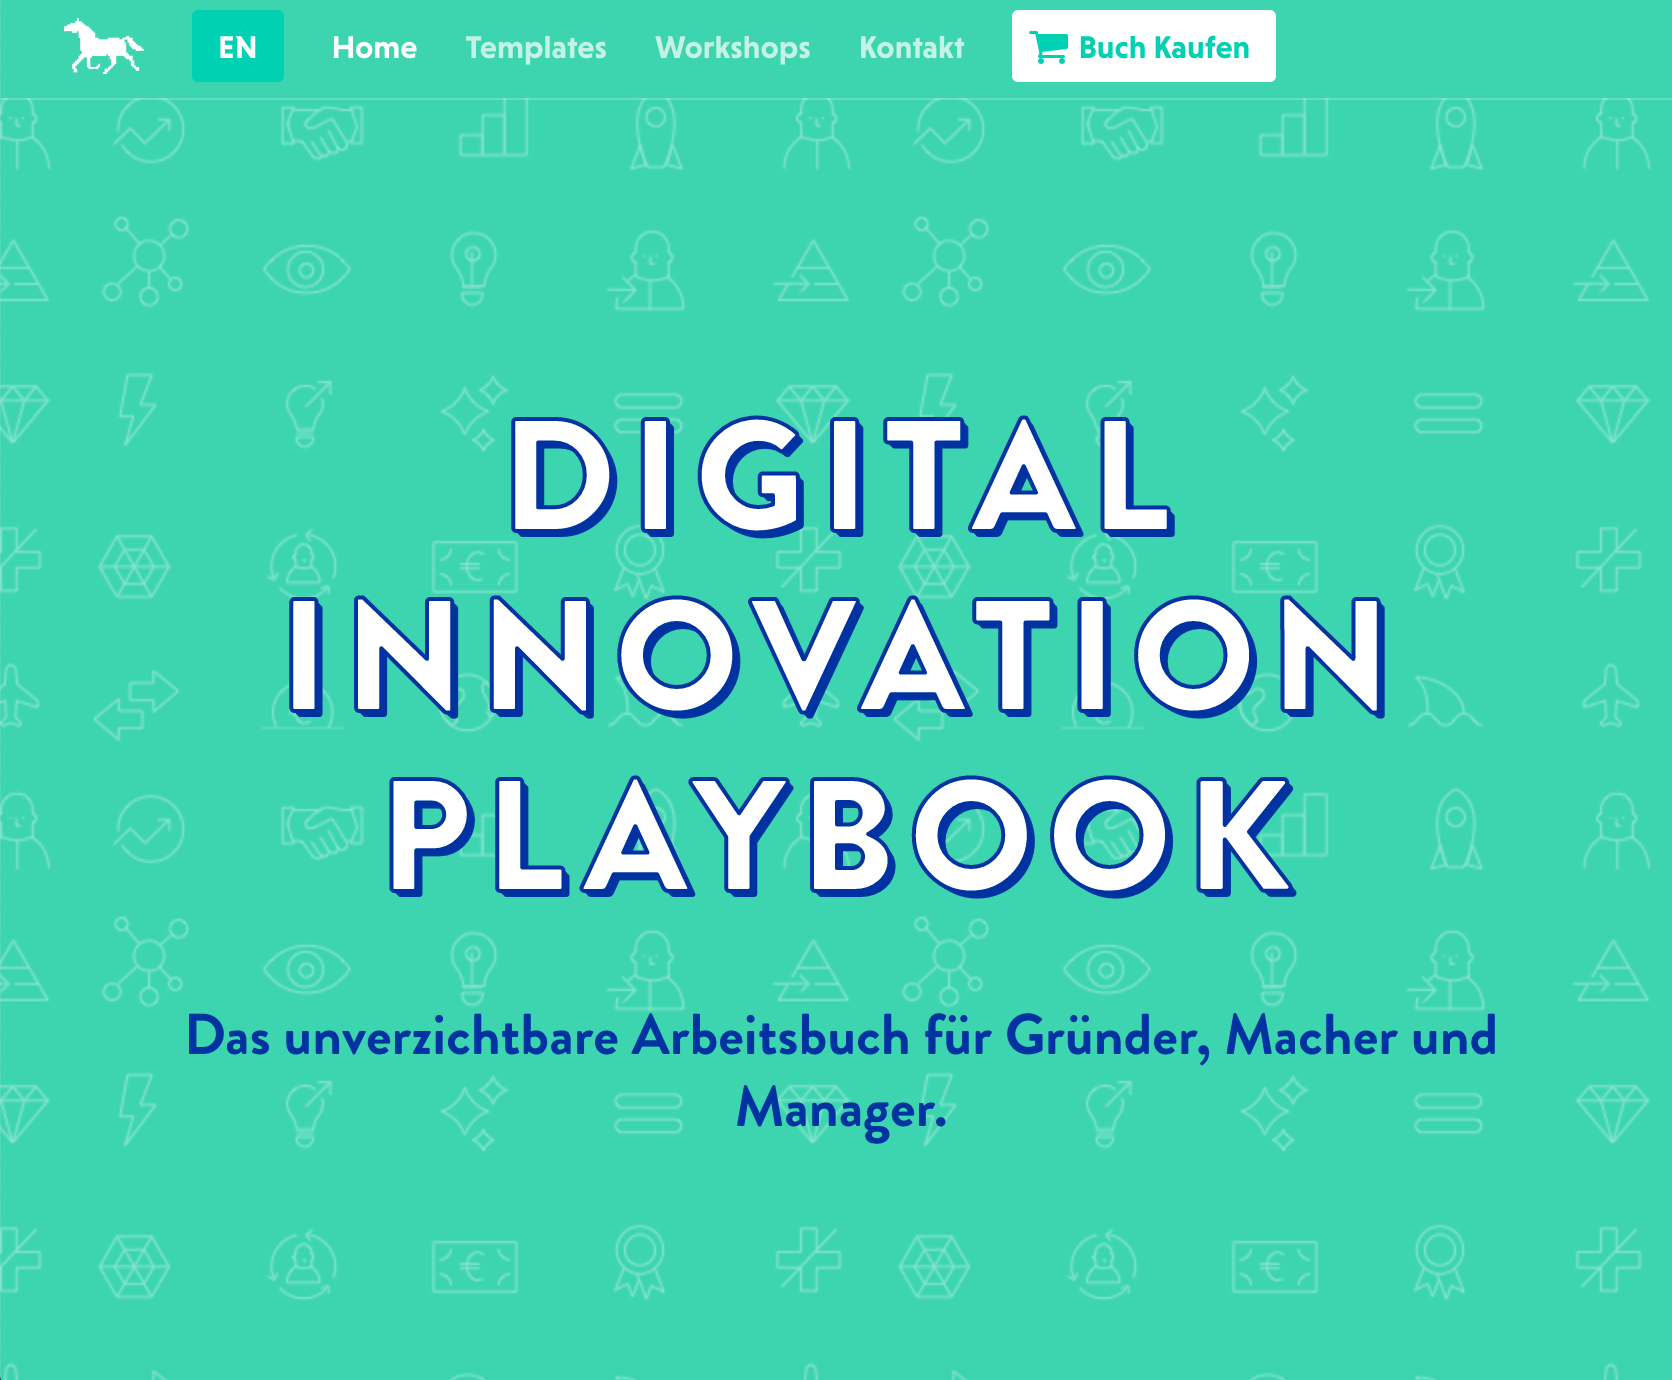 EN
Home
Templates
Workshops
Kontakt
Buch Kaufen
DIGITAL
INNOVATION
PLAYBOOK
Das unverzichtbare Arbeitsbuch für Gründer, Macher und
Manager.